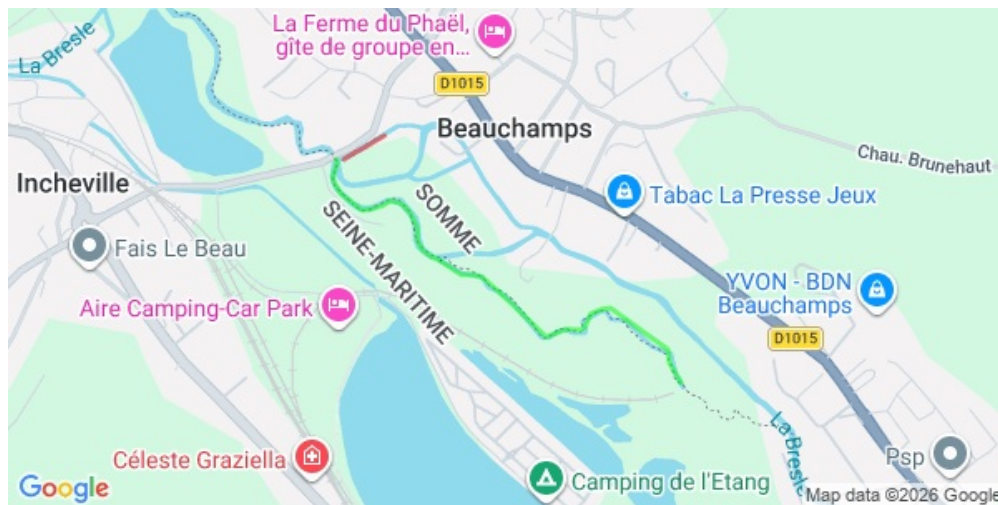 La Bresle
La Ferme du Phaël,
gîte de groupe en...
D1015
Beauchamps
Chau. Brunehaut
Incheville
Tabac La Presse Jeux
SOMME
SEINE-MARITIME
Fais Le Beau
YVON - BDN
Beauchamps
Aire Camping-Car Park
D1015
La Bresle
Céleste Graziella
Psp
Camping de l'Etang
Google
Map data ©2026 Google